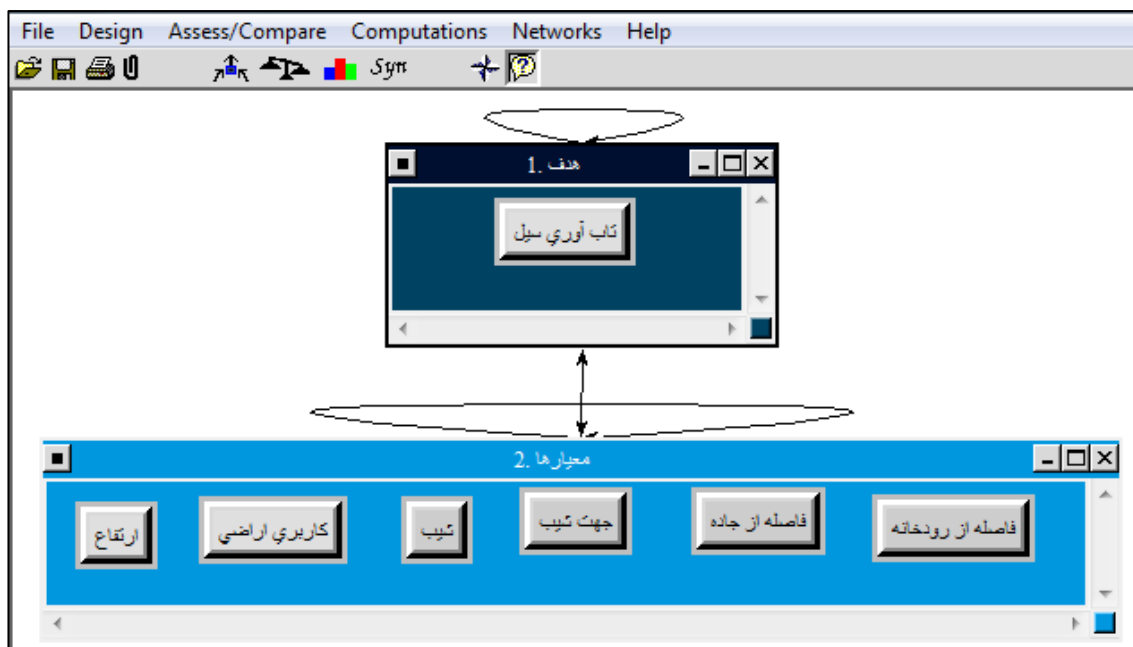 File Design Assess/Compare Computations Networks Help
Syn
1. هدف
تاب آوري سيل
2. معيارها
ارتفاع
كاربري اراضي
شيب
جهت شيب
فاصله از جاده
فاصله از رودخانه